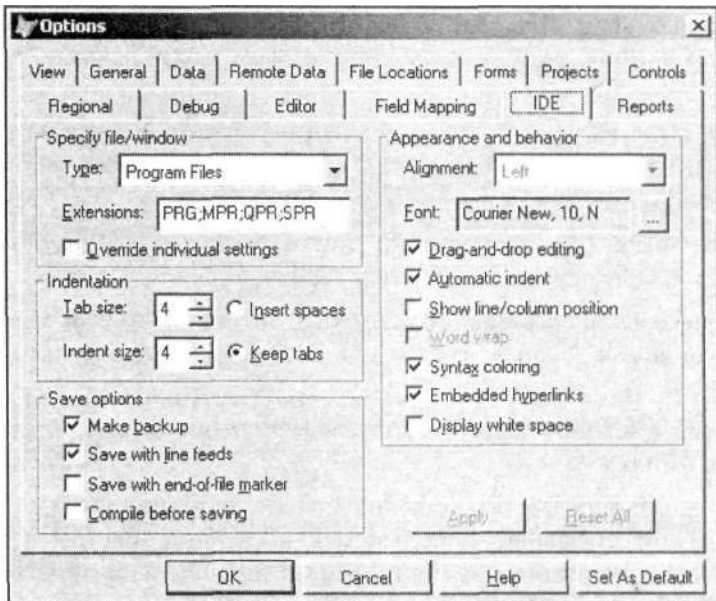 Options
View General Data Remote Data File Locations Forms Projects Controls
Regional Debug Editor Field Mapping IDE Reports
Specify file/window
Type: Program Files
Extensions: PRG;MPR;QPR;SPR
Override individual settings
Indentation
Tab size: 4 Insert spaces
Indent size: 4 Keep tabs
Save options
Make backup
Save with line feeds
Save with end-of-file marker
Compile before saving
Appearance and behavior
Alignment: Left
Font: Courier New, 10, N ...
Drag-and-drop editing
Automatic indent
Show line/column position
Word wrap
Syntax coloring
Embedded hyperlinks
Display white space
Apply Reset All
OK Cancel Help Set As Default